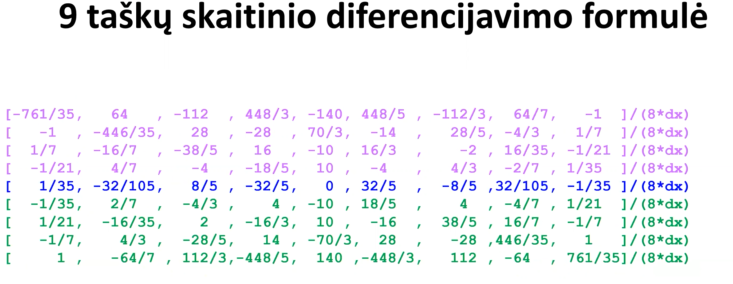 9 taškų skaitinio diferencijavimo formulė
[-761/35, 64 , -112 , 448/3, -140, 448/5 , -112/3, 64/7, -1 ]/(8*dx)
[ -1 , -446/35, 28 , -28 , 70/3, -14 , 28/5, -4/3 , 1/7 ]/(8*dx)
[ 1/7 , -16/7 , -38/5 , 16 , -10 , 16/3 , -2 , 16/35, -1/21 ]/(8*dx)
[ -1/21, 4/7 , -4 , -18/5, 10 , -4 , 4/3 , -2/7 , 1/35 ]/(8*dx)
[ 1/35, -32/105, 8/5 , -32/5, 0 , 32/5 , -8/5 ,32/105, -1/35 ]/(8*dx)
[ -1/35, 2/7 , -4/3 , 4 , -10 , 18/5 , 4 , -4/7 , 1/21 ]/(8*dx)
[ 1/21, -16/35, 2 , -16/3, 10 , -16 , 38/5 , 16/7 , -1/7 ]/(8*dx)
[ -1/7, 4/3 , -28/5, 14 , -70/3, 28 , -28 ,446/35, 1 ]/(8*dx)
[ 1 , -64/7 , 112/3,-448/5, 140 ,-448/3, 112 , -64 , 761/35]/(8*dx)